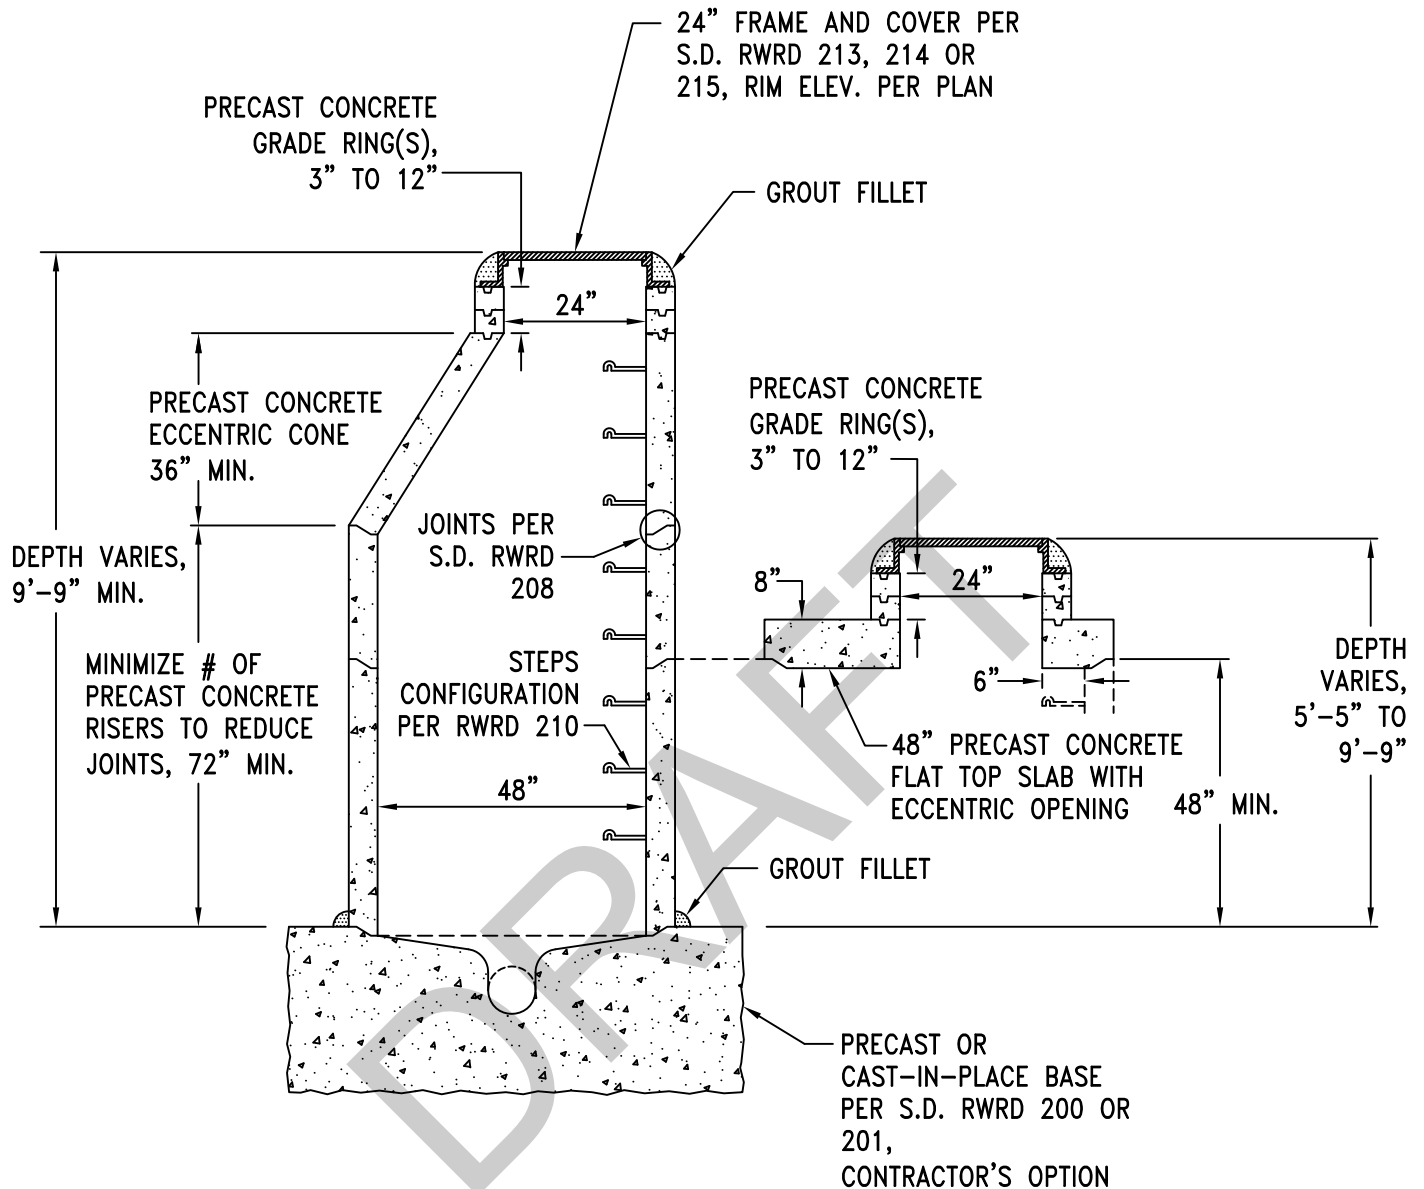 24" FRAME AND COVER PER
S.D. RWRD 213, 214 OR
215, RIM ELEV. PER PLAN
PRECAST CONCRETE
GRADE RING(S),
3" TO 12"
GROUT FILLET
24"
PRECAST CONCRETE
ECCENTRIC CONE
36" MIN.
PRECAST CONCRETE
GRADE RING(S),
3" TO 12"
JOINTS PER
S.D. RWRD
208
DEPTH VARIES,
9'-9" MIN.
8"
24"
MINIMIZE # OF
PRECAST CONCRETE
RISERS TO REDUCE
JOINTS, 72" MIN.
STEPS
CONFIGURATION
PER RWRD 210
6"
DEPTH
VARIES,
5'-5" TO
9'-9"
48" PRECAST CONCRETE
FLAT TOP SLAB WITH
ECCENTRIC OPENING
48" MIN.
48"
GROUT FILLET
PRECAST OR
CAST-IN-PLACE BASE
PER S.D. RWRD 200 OR
201,
CONTRACTOR'S OPTION
DRAFT